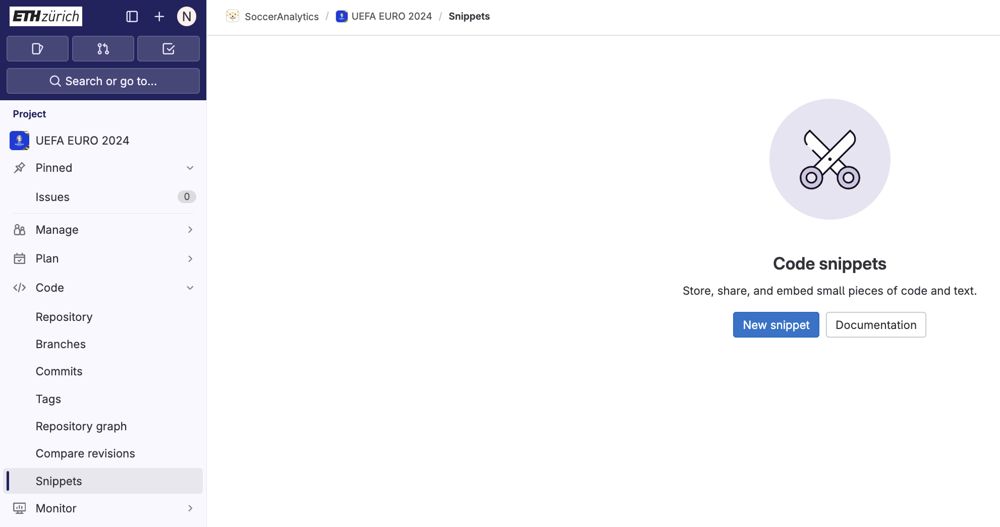 ETH zürich
N
Search or go to...
Project
UEFA EURO 2024
Pinned
Issues 0
Manage
Plan
Code
Repository
Branches
Commits
Tags
Repository graph
Compare revisions
Snippets
Monitor
SoccerAnalytics / UEFA EURO 2024 / Snippets
Code snippets
Store, share, and embed small pieces of code and text.
New snippet Documentation